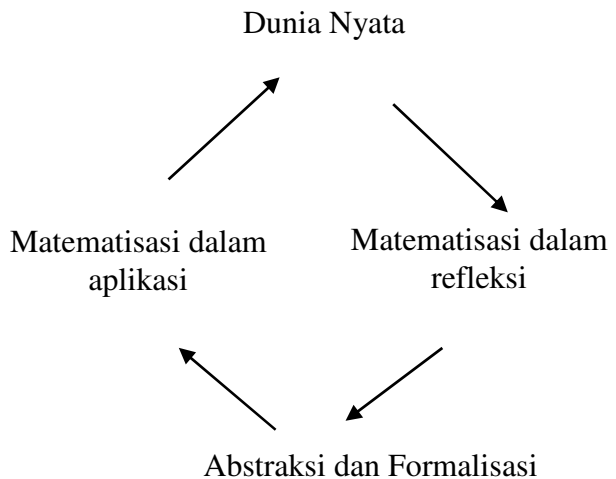 Dunia Nyata
Matematisasi dalam
aplikasi
Matematisasi dalam
refleksi
Abstraksi dan Formalisasi